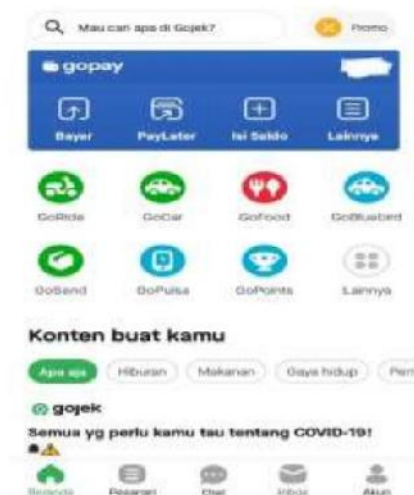 Mau cari apa di Gojek?
Promo
gopay
Bayar PayLater Isi Saldo Lainnya
GoRide GoCar GoFood GoBluebird
GoSend GoPulsa GoPoints Lainnya
Konten buat kamu
Apa aja Hiburan Makanan Gaya hidup
gojek
Semua yg perlu kamu tau tentang COVID-19!
Beranda Pesanan Chat Inbox Akun